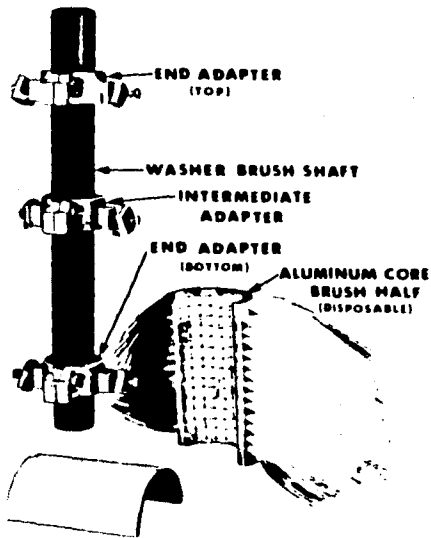 END ADAPTER
(TOP)
WASHER BRUSH SHAFT
INTERMEDIATE
ADAPTER
END ADAPTER
(BOTTOM)
ALUMINUM CORE
BRUSH HALF
(DISPOSABLE)